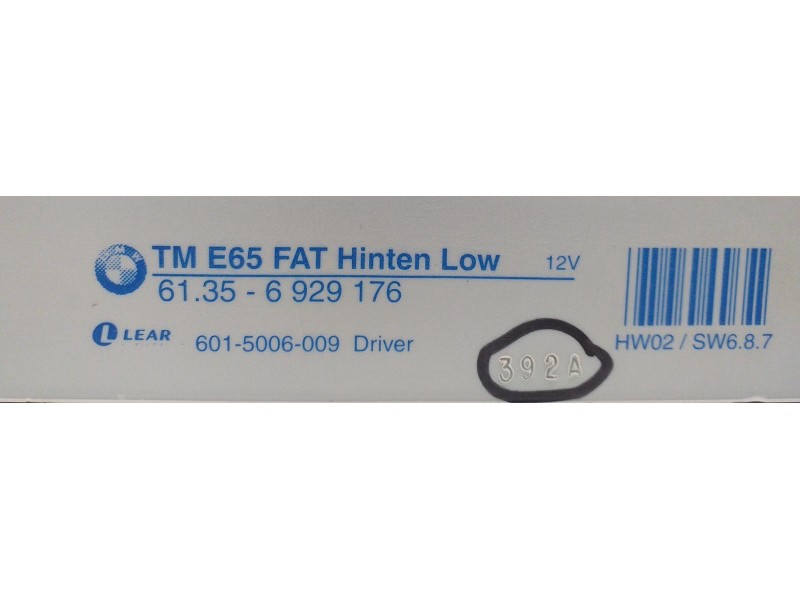 BMW
TM E65 FAT Hinten Low 12V
61.35 - 6 929 176
L LEAR 601-5006-009 Driver
392A
HW02 / SW6.8.7